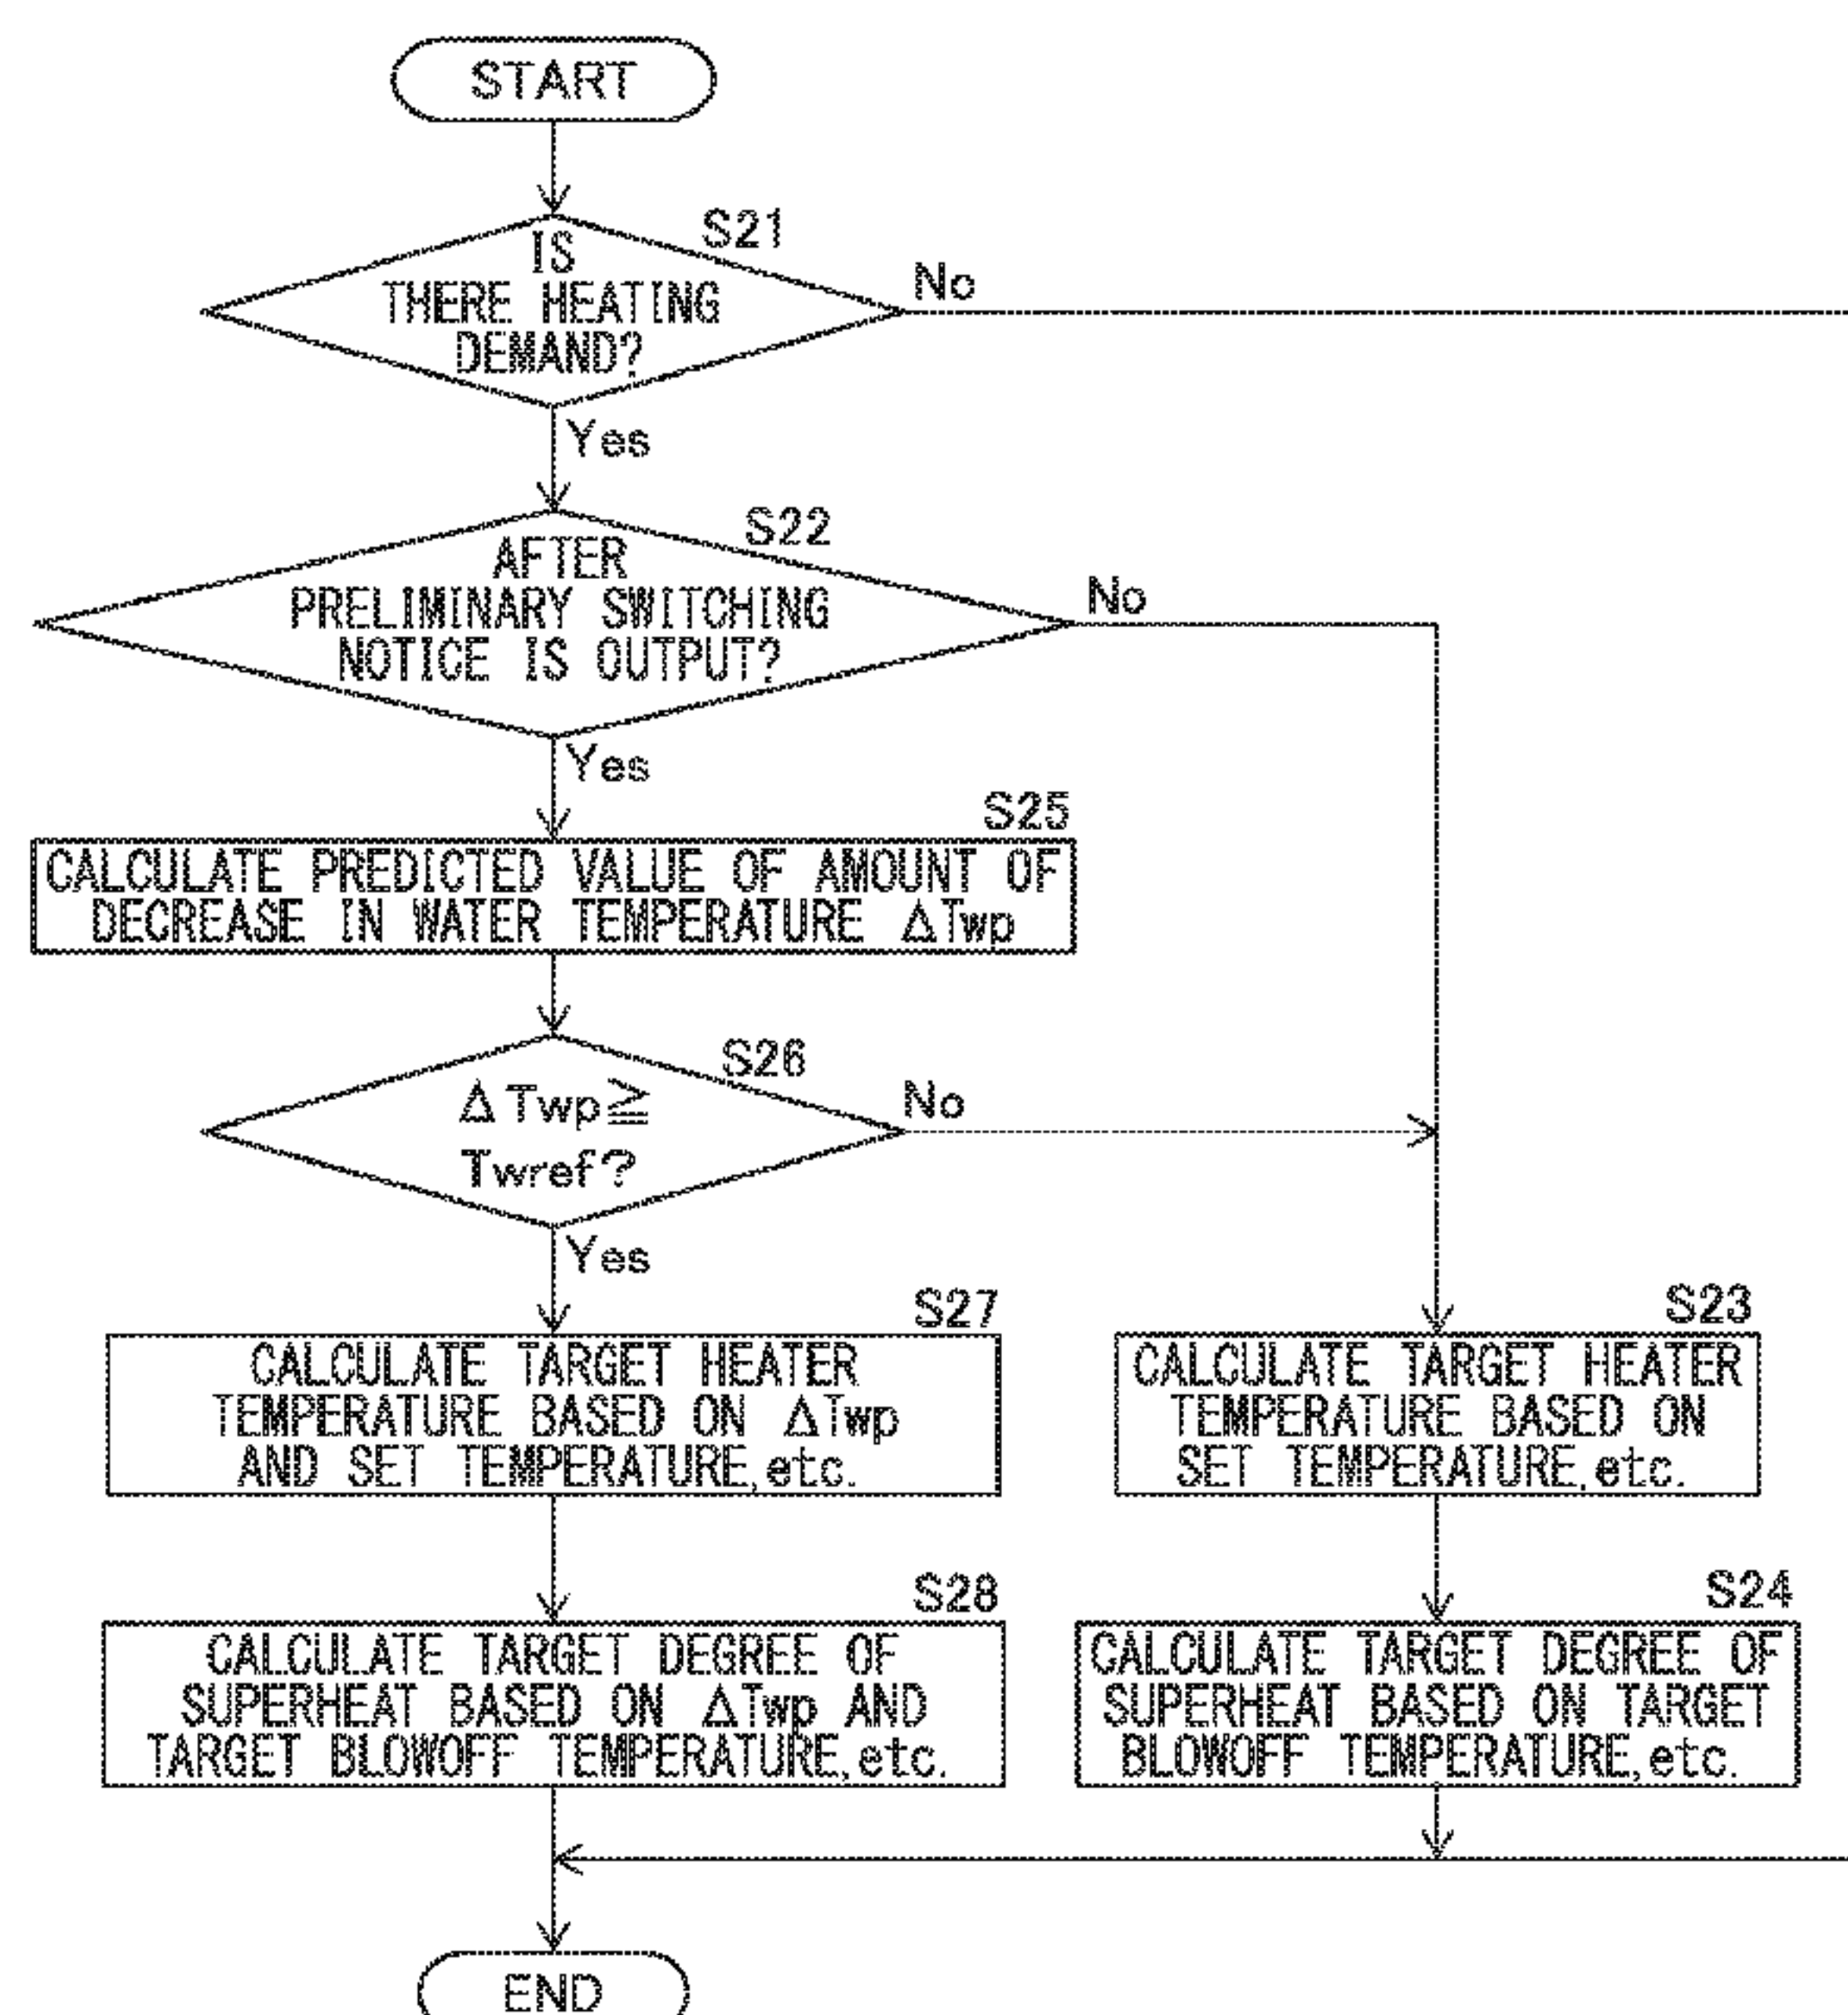 START
S21
IS
THERE HEATING
DEMAND?
No
Yes
S22
AFTER
PRELIMINARY SWITCHING
NOTICE IS OUTPUT?
No
Yes
S25
CALCULATE PREDICTED VALUE OF AMOUNT OF
DECREASE IN WATER TEMPERATURE ΔTwp
S26
ΔTwp≧
Twref?
No
Yes
S27
CALCULATE TARGET HEATER
TEMPERATURE BASED ON ΔTwp
AND SET TEMPERATURE,etc.
S23
CALCULATE TARGET HEATER
TEMPERATURE BASED ON
SET TEMPERATURE,etc.
S28
CALCULATE TARGET DEGREE OF
SUPERHEAT BASED ON ΔTwp AND
TARGET BLOWOFF TEMPERATURE,etc.
S24
CALCULATE TARGET DEGREE OF
SUPERHEAT BASED ON TARGET
BLOWOFF TEMPERATURE,etc.
END